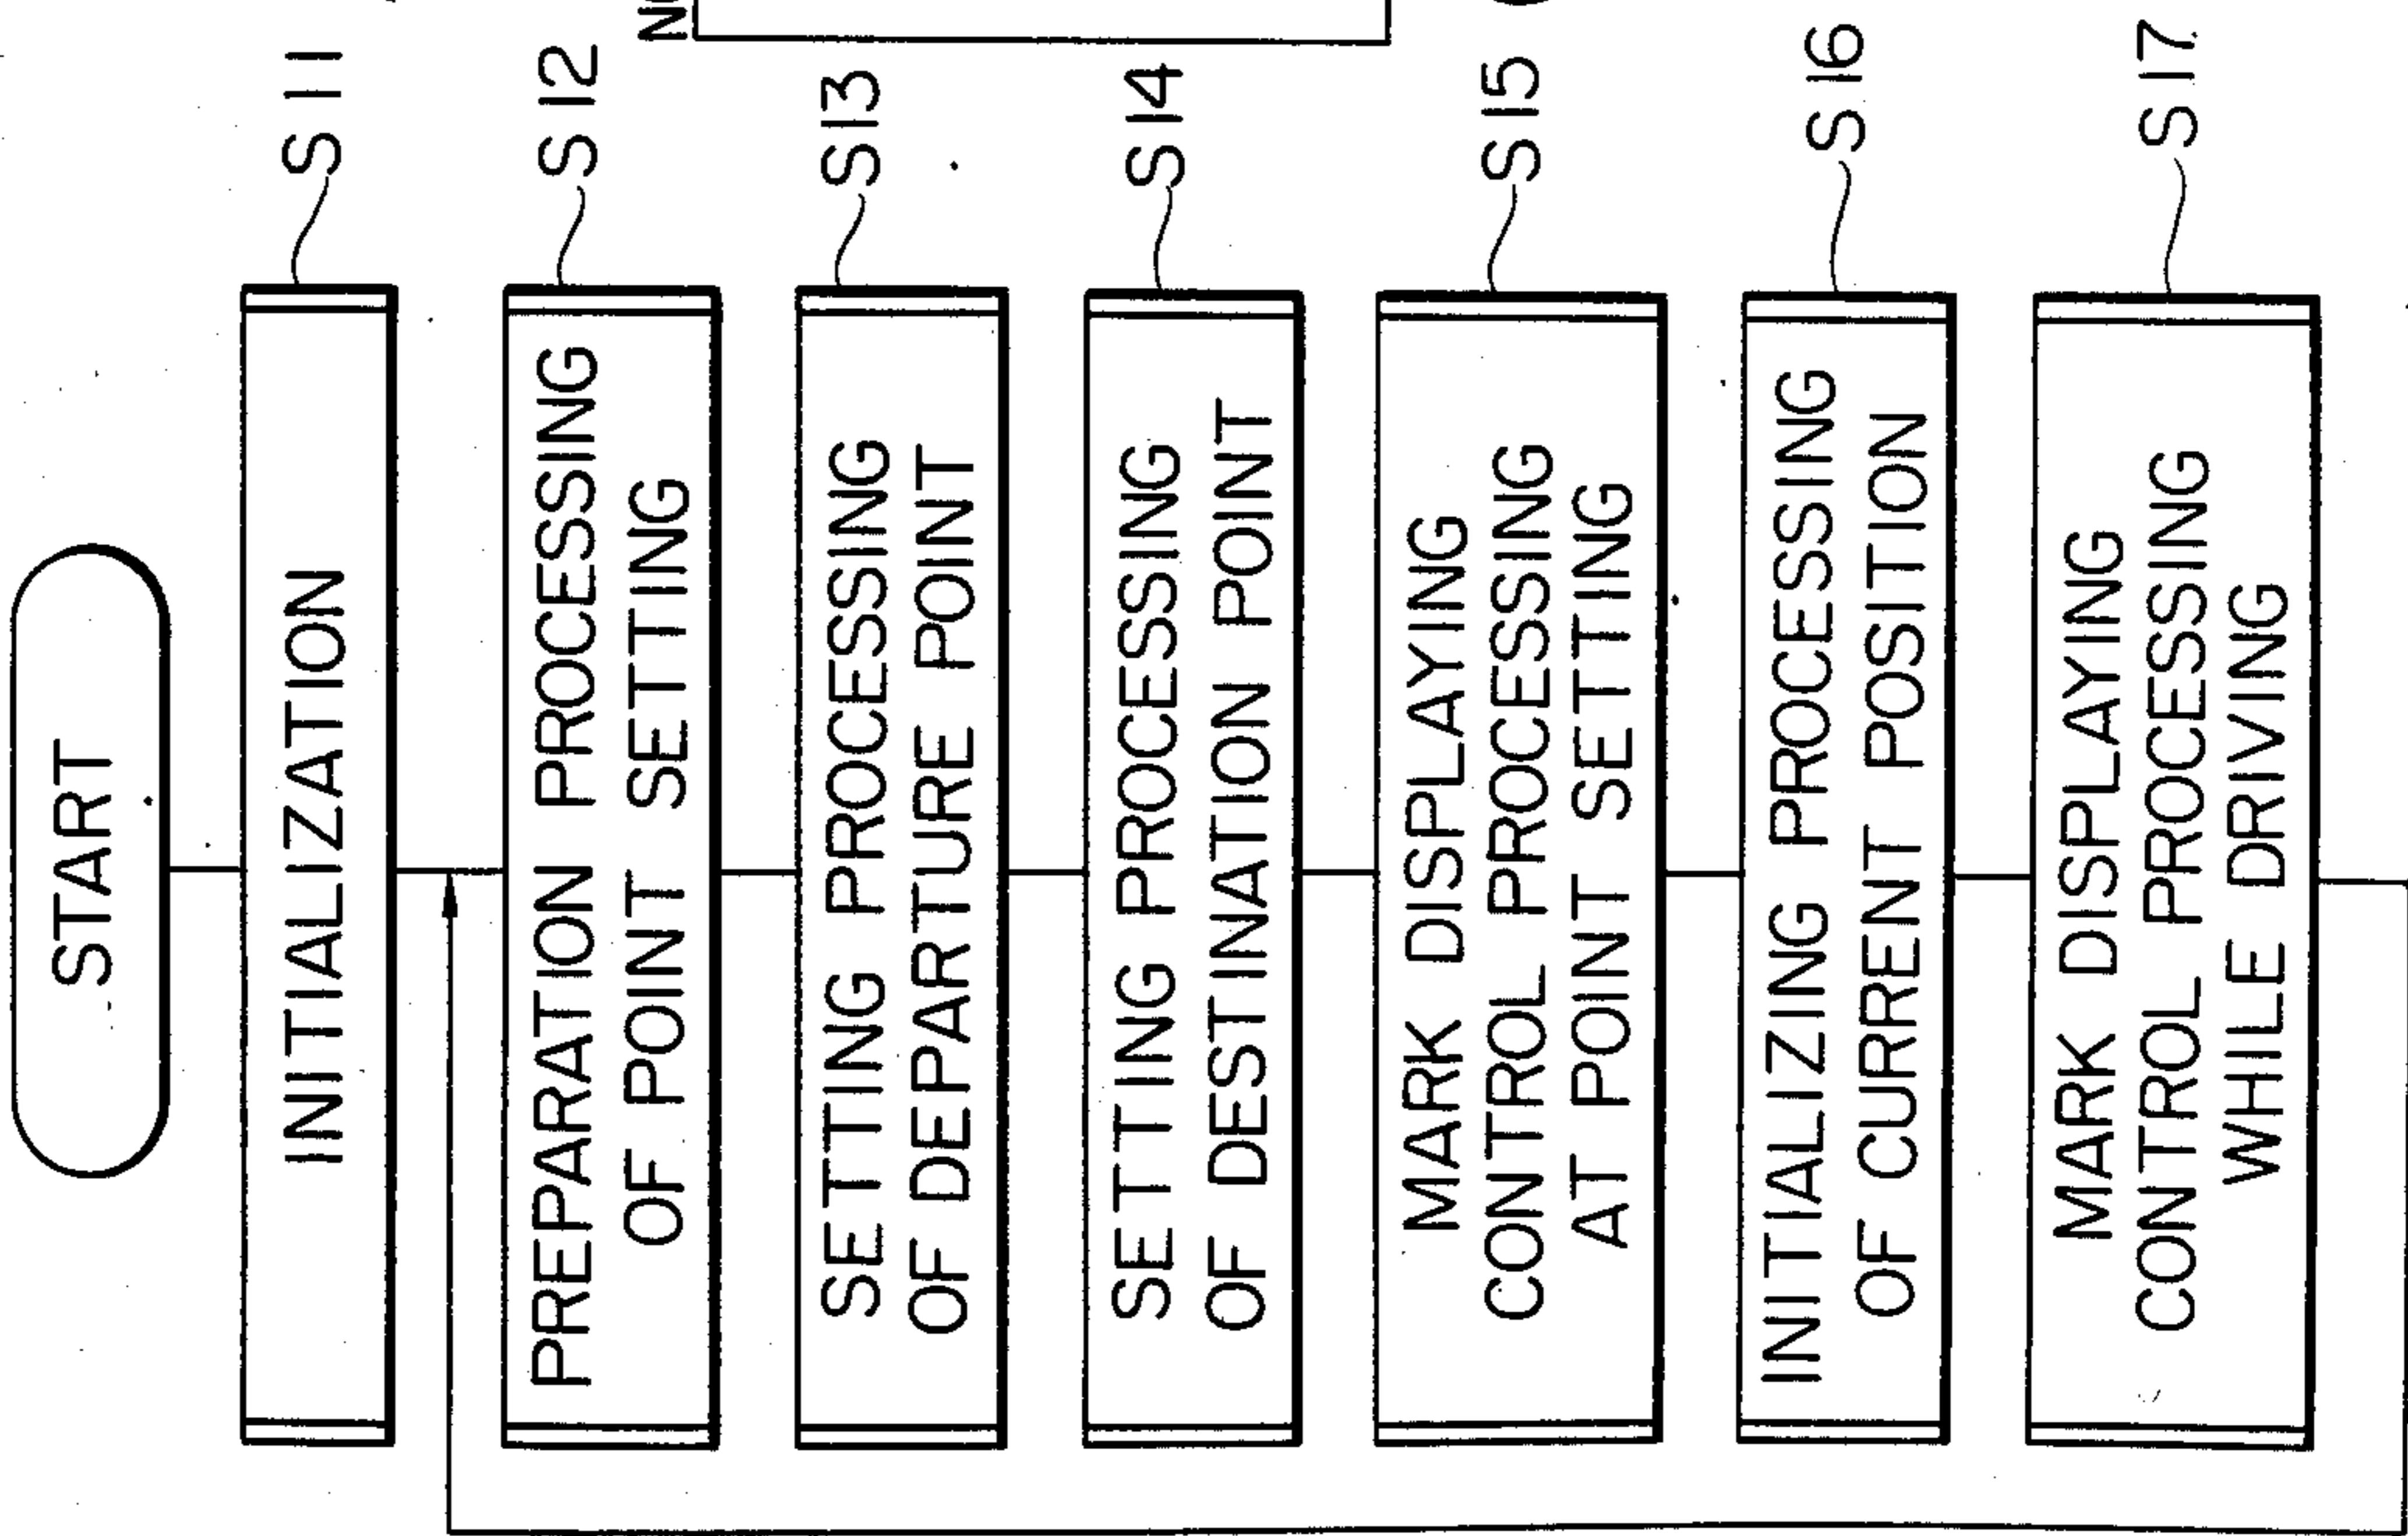 START
INITIALIZATION
S11
PREPARATION PROCESSING
OF POINT SETTING
S12
SETTING PROCESSING
OF DEPARTURE POINT
S13
SETTING PROCESSING
OF DESTINATION POINT
S14
MARK DISPLAYING
CONTROL PROCESSING
AT POINT SETTING
S15
INITIALIZING PROCESSING
OF CURRENT POSITION
S16
MARK DISPLAYING
CONTROL PROCESSING
WHILE DRIVING
S17